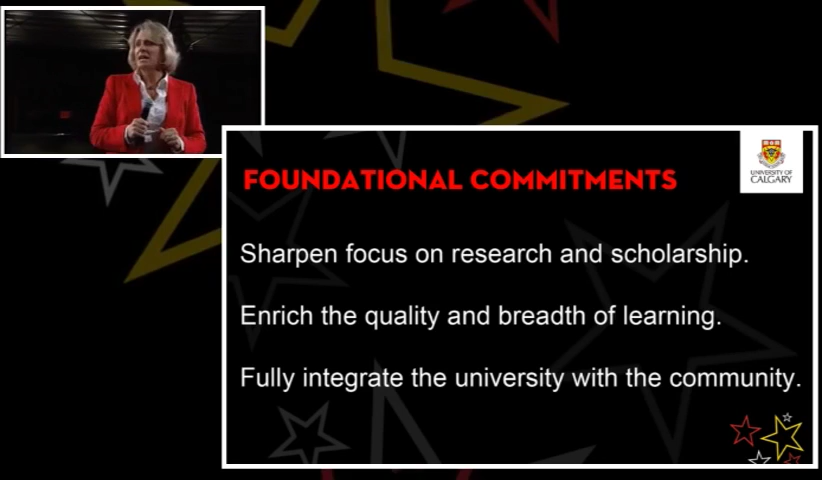 FOUNDATIONAL COMMITMENTS
UNIVERSITY OF
CALGARY
Sharpen focus on research and scholarship.
Enrich the quality and breadth of learning.
Fully integrate the university with the community.